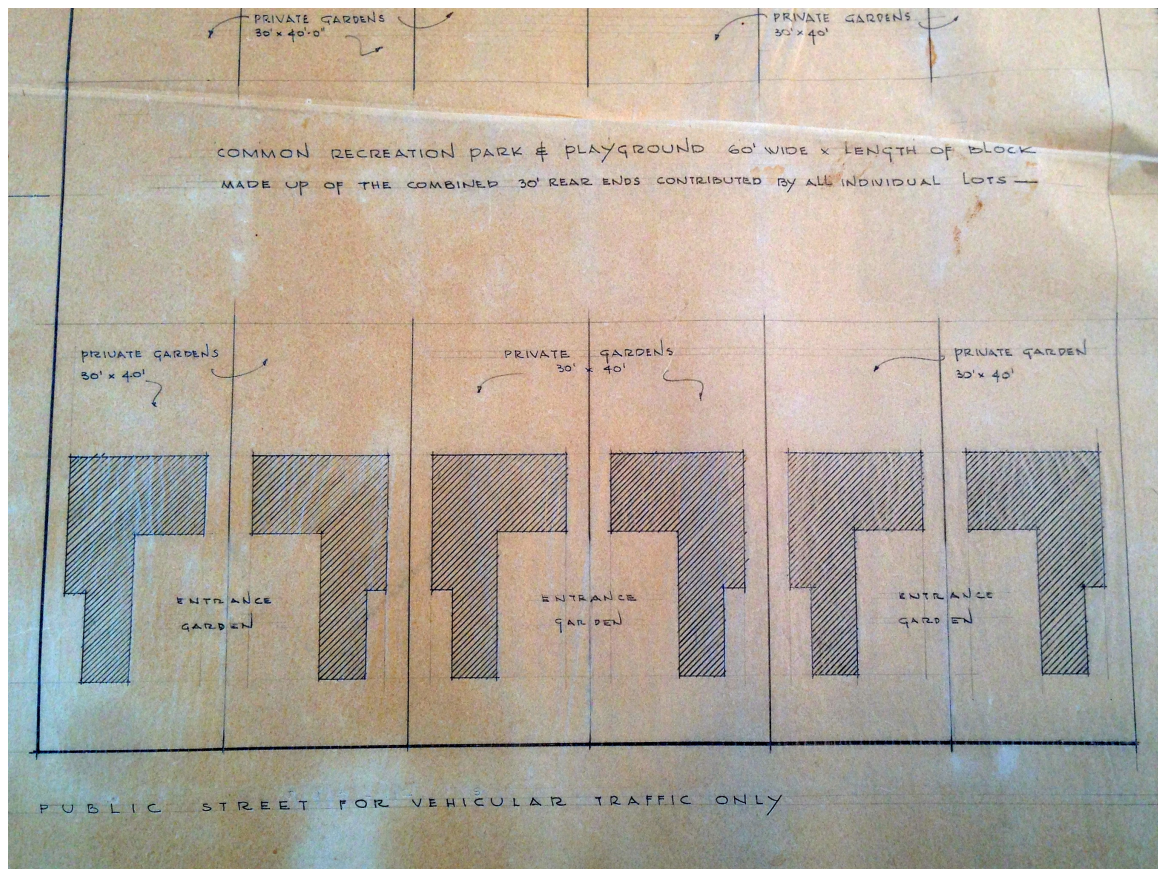 PRIVATE GARDENS
30' x 40'-0"
PRIVATE GARDENS
30' x 40'
COMMON RECREATION PARK & PLAYGROUND 60' WIDE x LENGTH OF BLOCK
MADE UP OF THE COMBINED 30' REAR ENDS CONTRIBUTED BY ALL INDIVIDUAL LOTS—
PRIVATE GARDENS
30' x 40'
PRIVATE GARDENS
30' x 40'
PRIVATE GARDEN
30' x 40'
ENTRANCE
GARDEN
ENTRANCE
GARDEN
ENTRANCE
GARDEN
PUBLIC STREET FOR VEHICULAR TRAFFIC ONLY